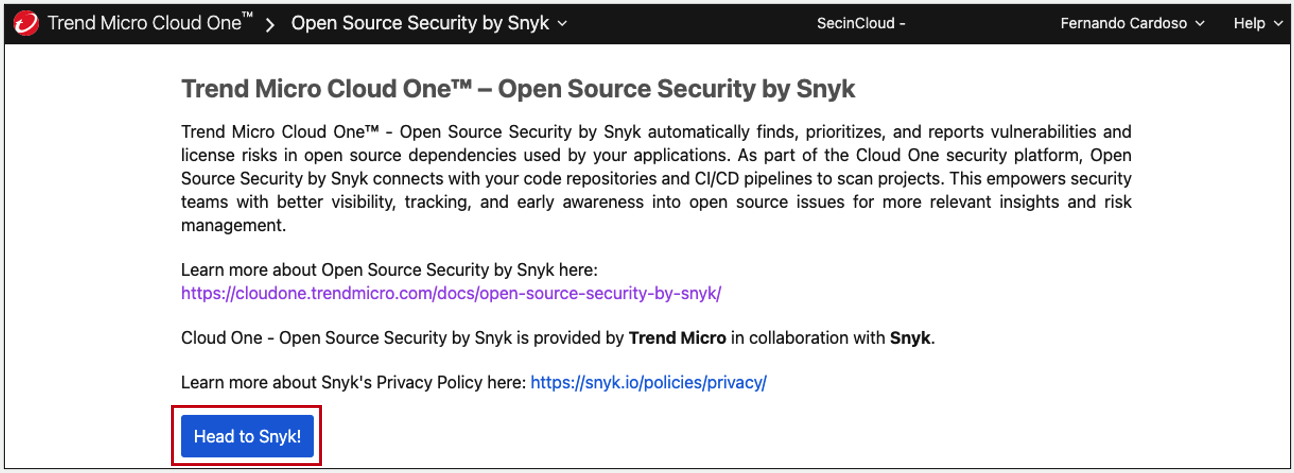 Trend Micro Cloud One™ > Open Source Security by Snyk SecinCloud - Fernando Cardoso Help
Trend Micro Cloud One™ – Open Source Security by Snyk
Trend Micro Cloud One™ - Open Source Security by Snyk automatically finds, prioritizes, and reports vulnerabilities and
license risks in open source dependencies used by your applications. As part of the Cloud One security platform, Open
Source Security by Snyk connects with your code repositories and CI/CD pipelines to scan projects. This empowers security
teams with better visibility, tracking, and early awareness into open source issues for more relevant insights and risk
management.
Learn more about Open Source Security by Snyk here:
https://cloudone.trendmicro.com/docs/open-source-security-by-snyk/
Cloud One - Open Source Security by Snyk is provided by Trend Micro in collaboration with Snyk.
Learn more about Snyk's Privacy Policy here: https://snyk.io/policies/privacy/
Head to Snyk!